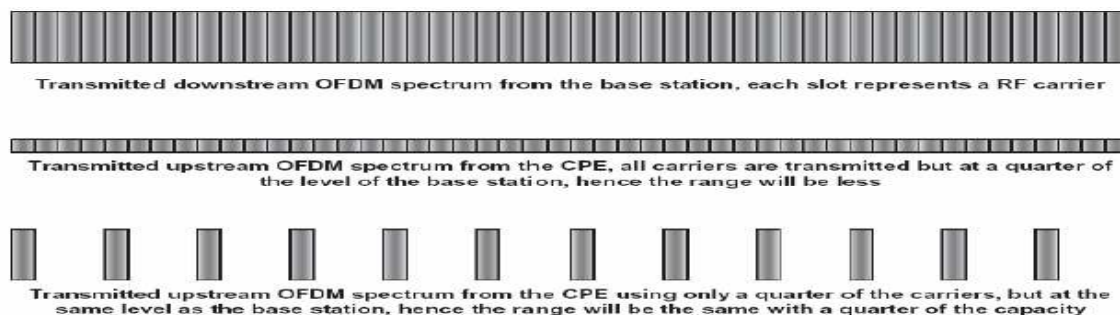 Transmitted downstream OFDM spectrum from the base station, each slot represents a RF carrier
Transmitted upstream OFDM spectrum from the CPE, all carriers are transmitted but at a quarter of
the level of the base station, hence the range will be less
Transmitted upstream OFDM spectrum from the CPE using only a quarter of the carriers, but at the
same level as the base station, hence the range will be the same with a quarter of the capacity